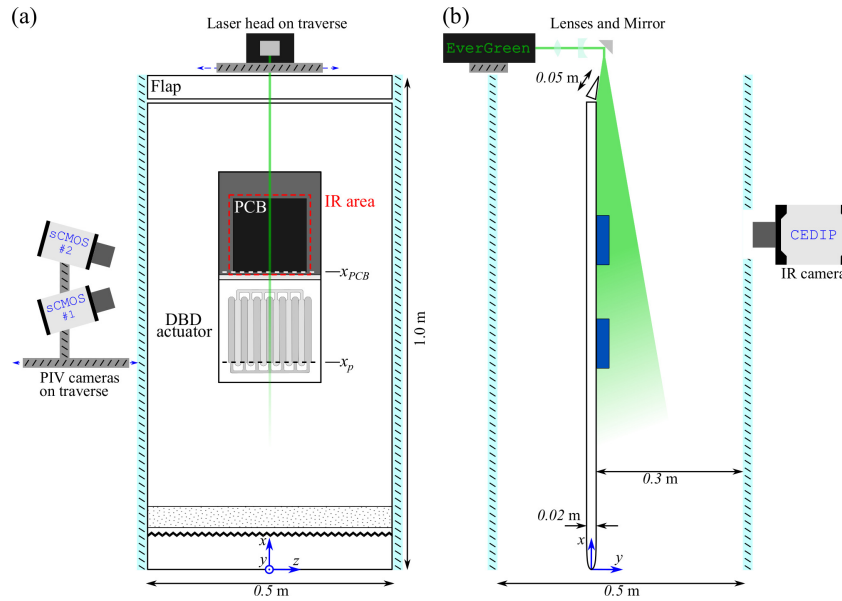 (a)
Laser head on traverse
Flap
PCB
IR area
x_PCB
DBD
actuator
x_p
sCMOS
#2
sCMOS
#1
PIV cameras
on traverse
1.0 m
x
y
z
0.5 m
(b)
Lenses and Mirror
EverGreen
0.05 m
CEDIP
IR camera
0.3 m
0.02 m
x
y
0.5 m